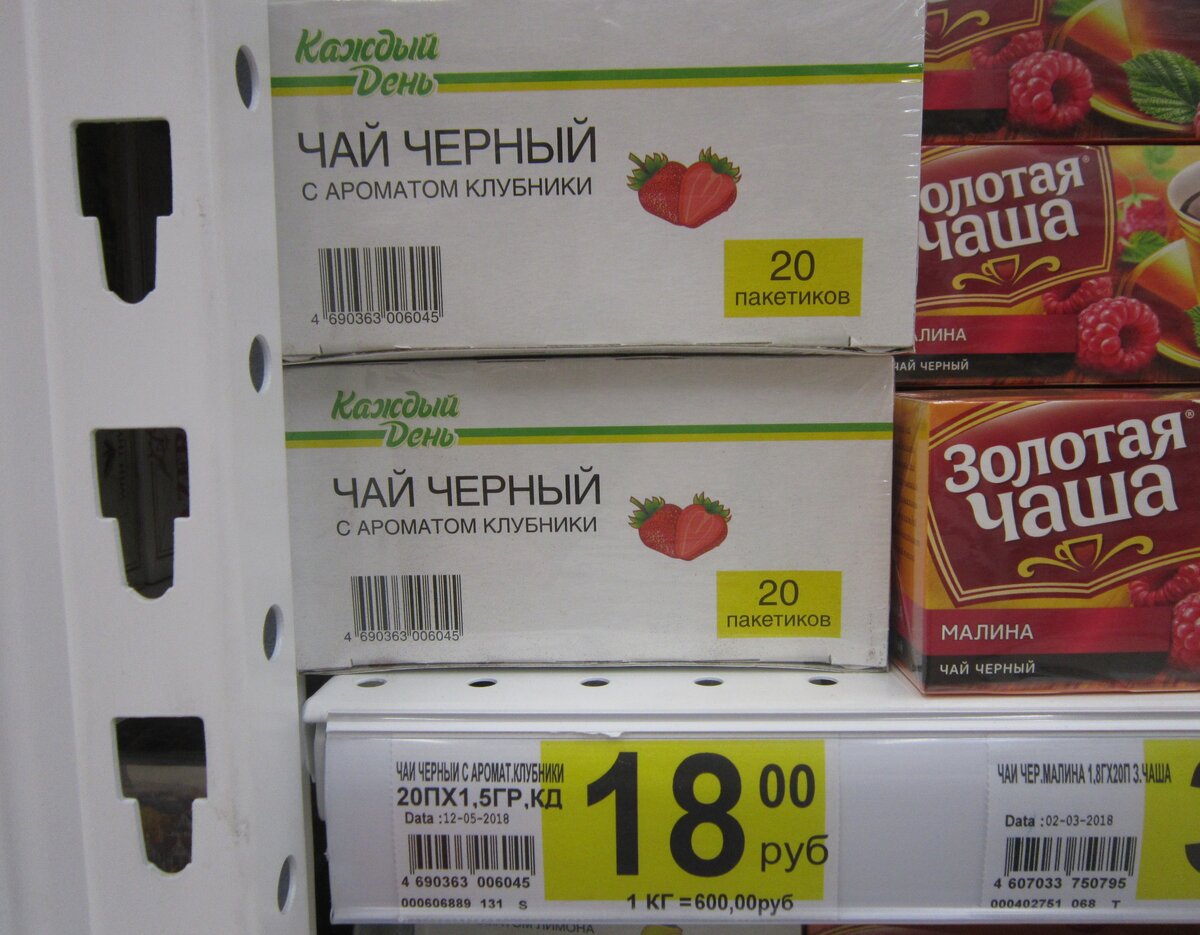 Каждый
День
ЧАЙ ЧЕРНЫЙ
С АРОМАТОМ КЛУБНИКИ
20
пакетиков
4 690363 006045
Каждый
День
ЧАЙ ЧЕРНЫЙ
С АРОМАТОМ КЛУБНИКИ
20
пакетиков
4 690363 006045
ЧАЙ ЧЕРНЫЙ
Золотая®
чаша
МАЛИНА
ЧАЙ ЧЕРНЫЙ
ЧАЙ ЧЕРНЫЙ С АРОМАТ.КЛУБНИКИ
20ПХ1,5ГР,КД
Data :12-05-2018
4 690363 006045
000606889 131 S
18 00
руб
1 КГ =600,00руб
ЧАЙ ЧЕР.МАЛИНА 1,8ГХ20П З.ЧАША
Data :02-03-2018
4 607033 750795
000402751 068 T
ЛИМОНА